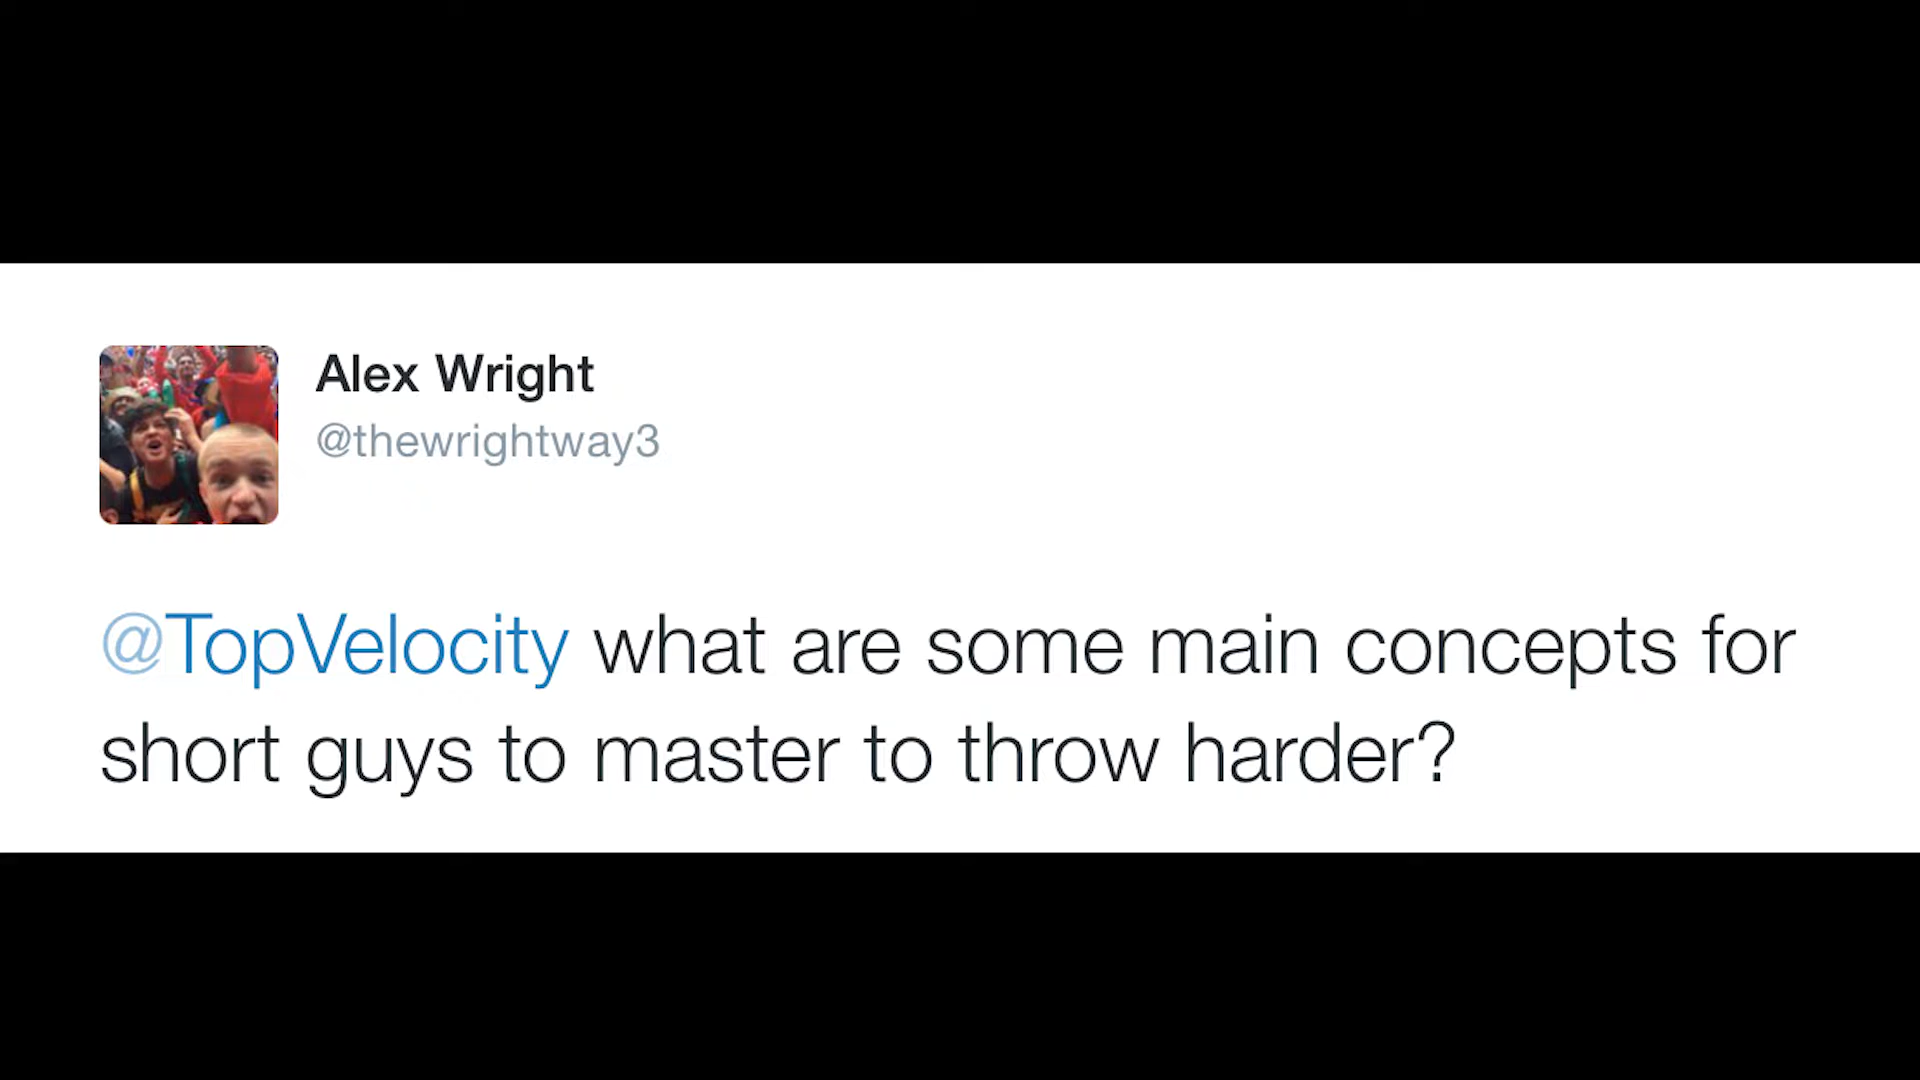 Alex Wright
@thewrightway3
@TopVelocity what are some main concepts for
short guys to master to throw harder?